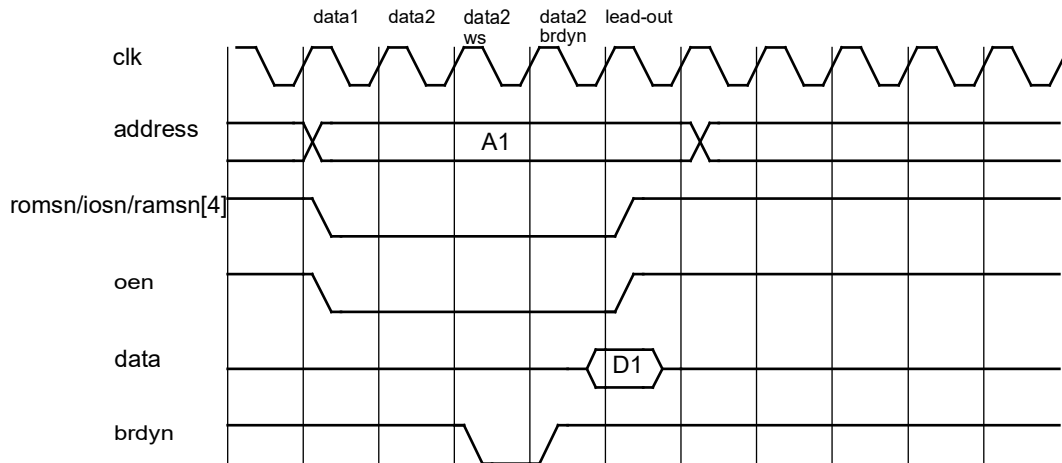 data1 data2 data2 data2 lead-out
ws brdyn
clk
address
A1
romsn/iosn/ramsn[4]
oen
data
D1
brdyn